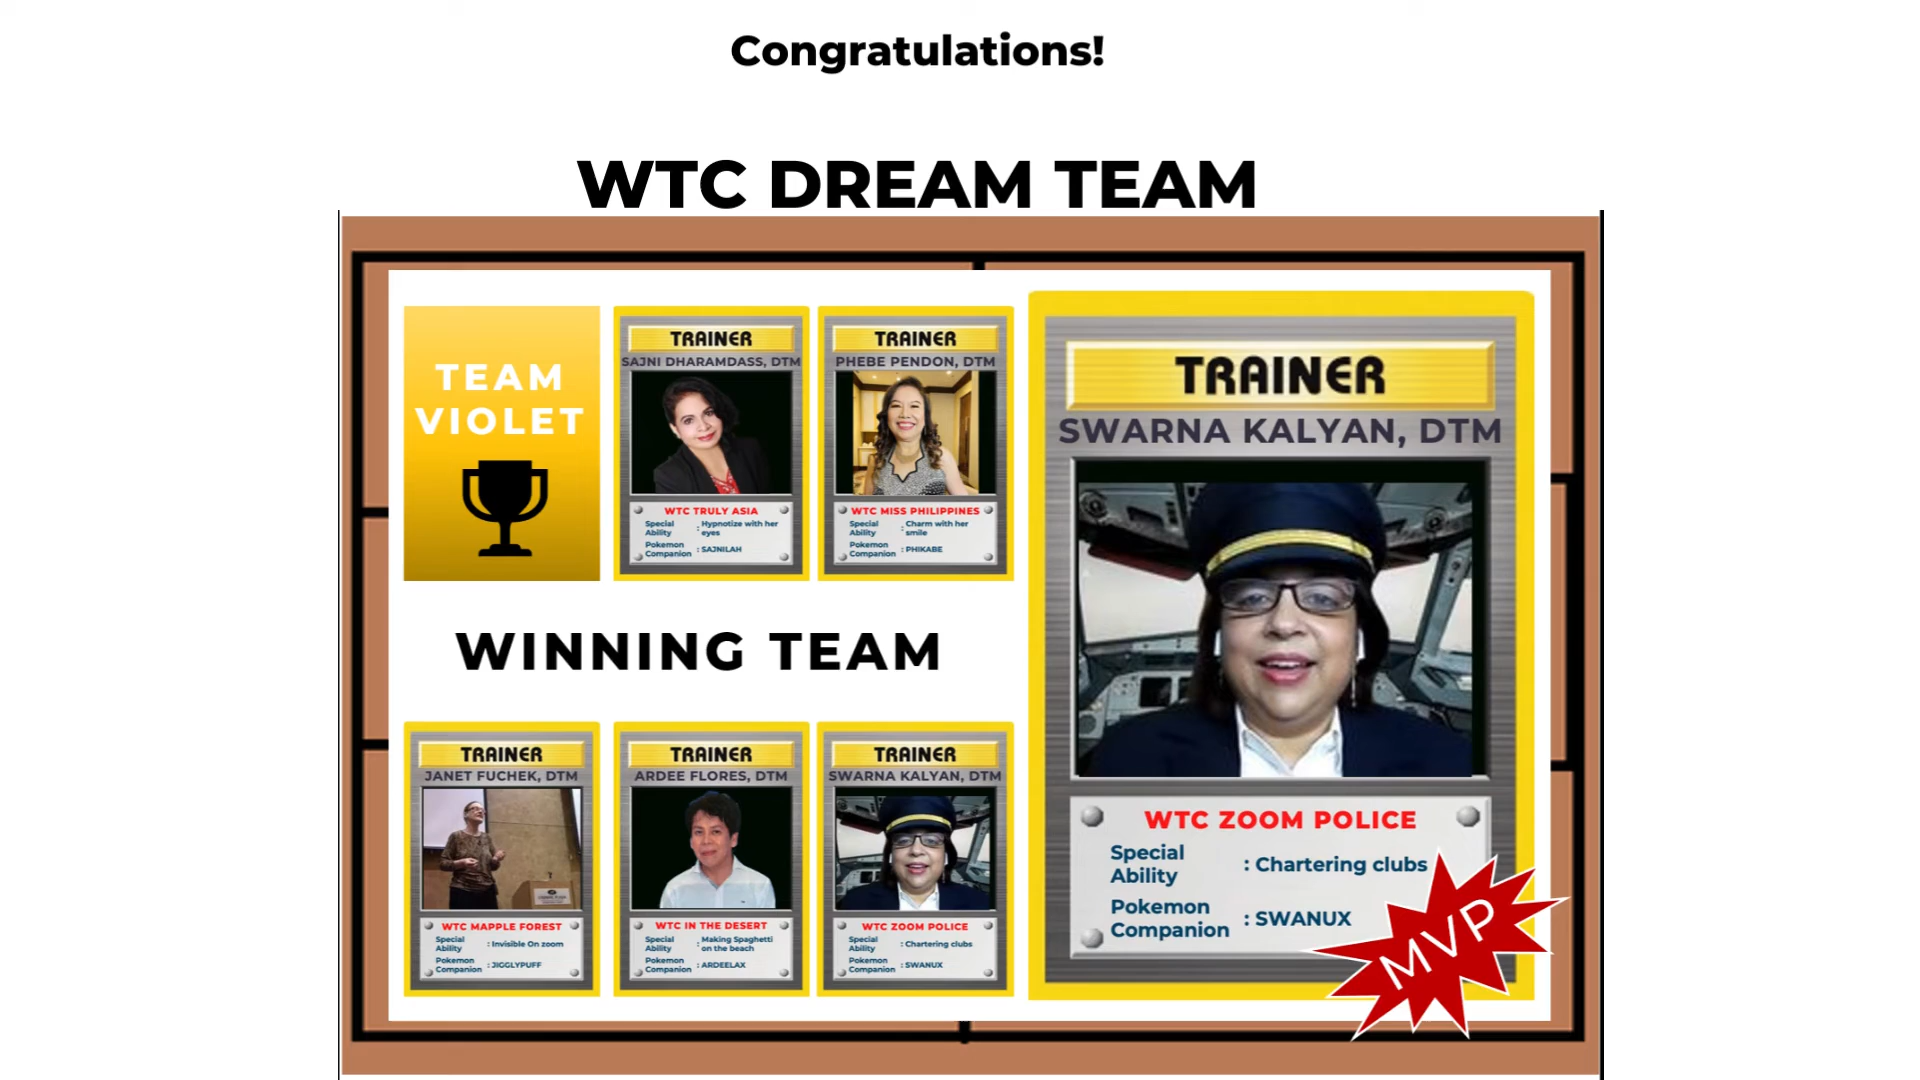 Congratulations!
WTC DREAM TEAM
TEAM
VIOLET
TRAINER
SAJNI DHARAMDASS, DTM
WTC TRULY ASIA
Special Ability : Hypnotize with her eyes
Pokemon Companion : SAJNILAH
TRAINER
PHEBE PENDON, DTM
WTC MISS PHILIPPINES
Special Ability : Charm with her smile
Pokemon Companion : PHIKABE
WINNING TEAM
TRAINER
JANET FUCHEK, DTM
WTC MAPPLE FOREST
Special Ability : Invisible On zoom
Pokemon Companion : JIGGLYPUFF
TRAINER
ARDEE FLORES, DTM
WTC IN THE DESERT
Special Ability : Making Spaghetti on the beach
Pokemon Companion : ARDEELAX
TRAINER
SWARNA KALYAN, DTM
WTC ZOOM POLICE
Special Ability : Chartering clubs
Pokemon Companion : SWANUX
TRAINER
SWARNA KALYAN, DTM
WTC ZOOM POLICE
Special Ability : Chartering clubs
Pokemon Companion : SWANUX
MVP